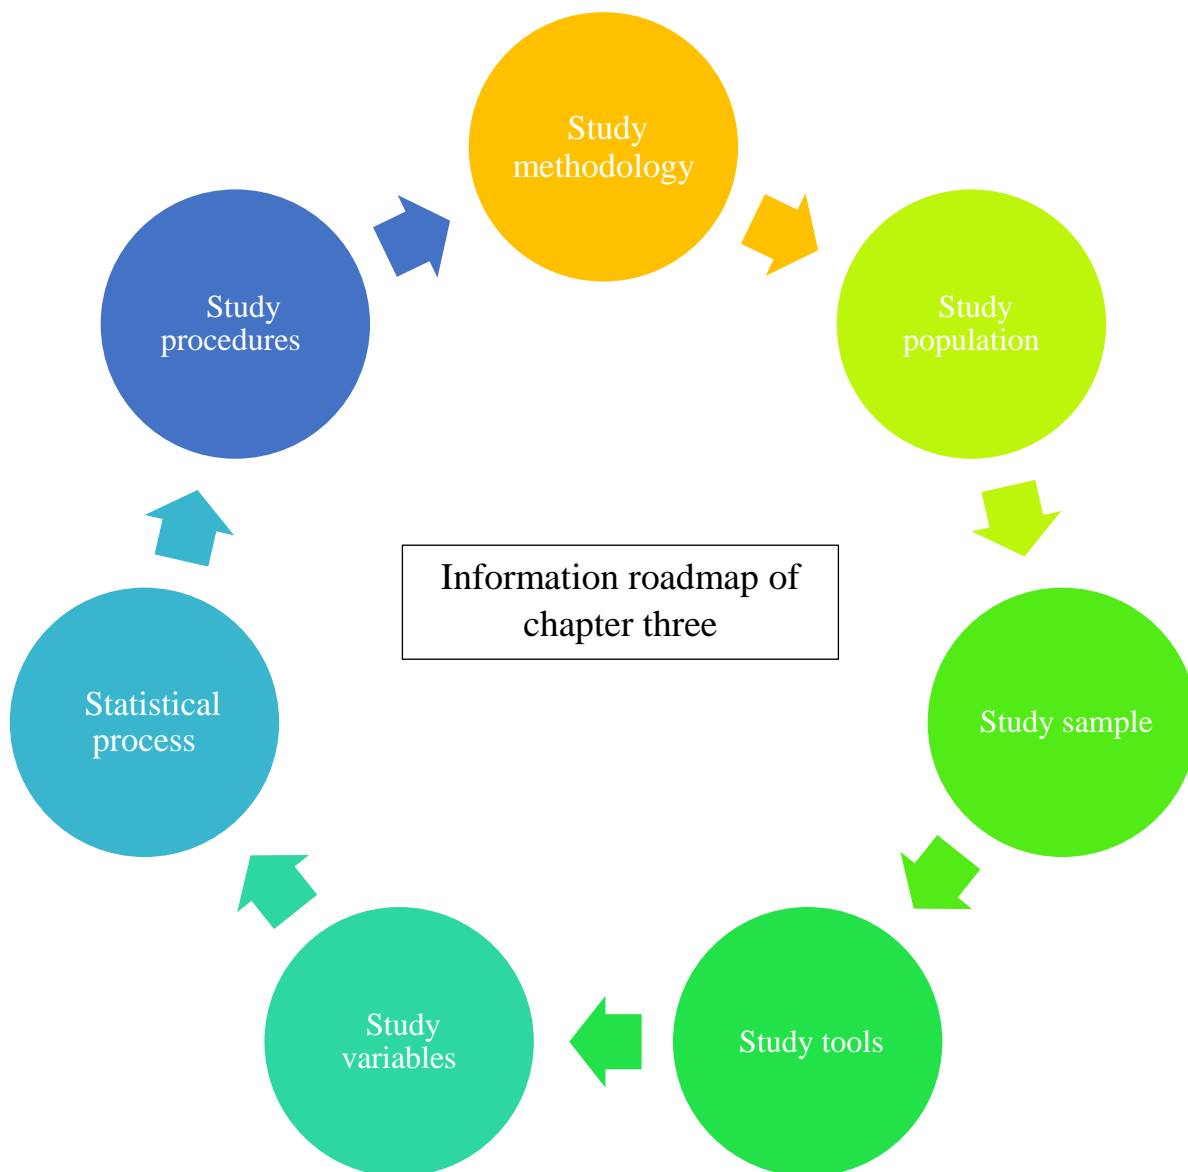 Study
methodology
Study
population
Study sample
Study tools
Study
variables
Statistical
process
Study
procedures
Information roadmap of
chapter three